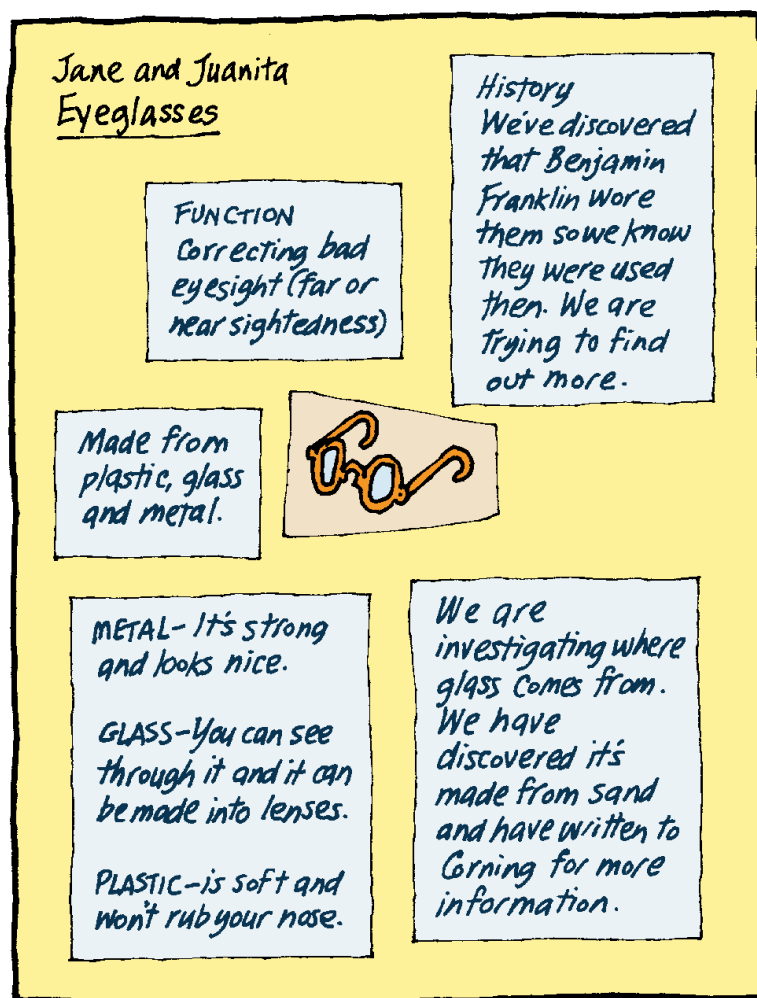 Jane and Juanita
Eyeglasses
History
We've discovered
that Benjamin
Franklin wore
them so we know
they were used
then. We are
Trying to find
out more.
FUNCTION
Correcting bad
eyesight (far or
near sightedness)
Made from
plastic, glass
and metal.
METAL-It's strong
and looks nice.
GLASS-You can see
through it and it can
be made into lenses.
PLASTIC-is soft and
won't rub your nose.
We are
investigating where
glass comes from.
We have
discovered it's
made from sand
and have written to
Corning for more
information.